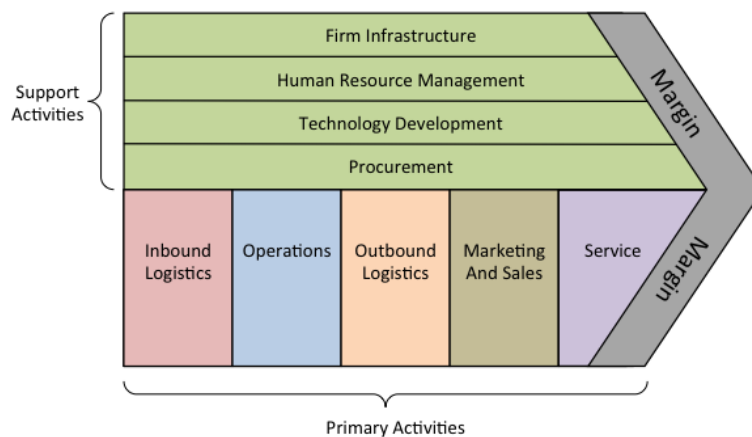 Firm Infrastructure
Human Resource Management
Technology Development
Procurement
Support
Activities
Margin
Inbound
Logistics
Operations
Outbound
Logistics
Marketing
And Sales
Service
Margin
Primary Activities